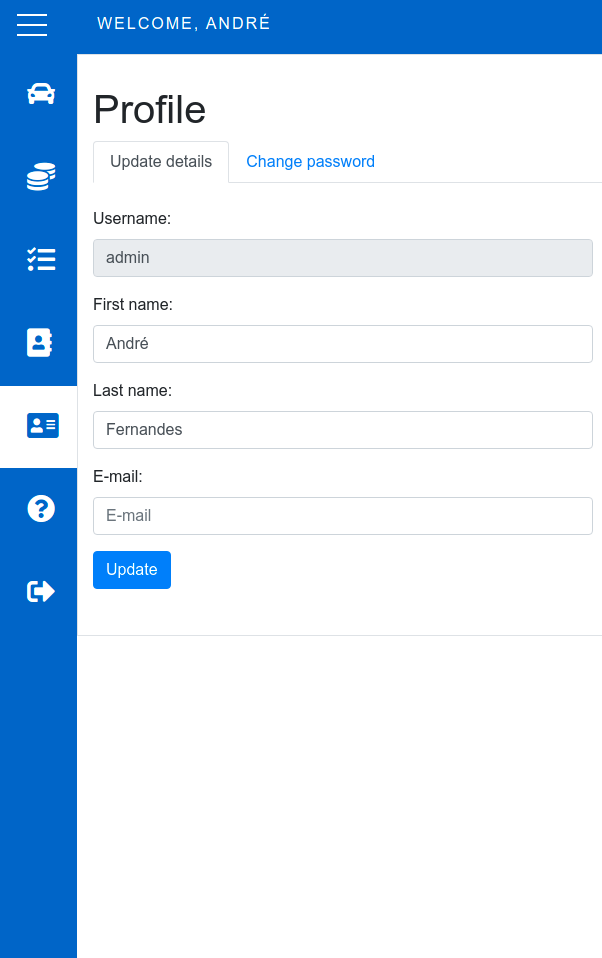 WELCOME, ANDRÉ
Profile
Update details Change password
Username:
admin
First name:
André
Last name:
Fernandes
E-mail:
E-mail
Update